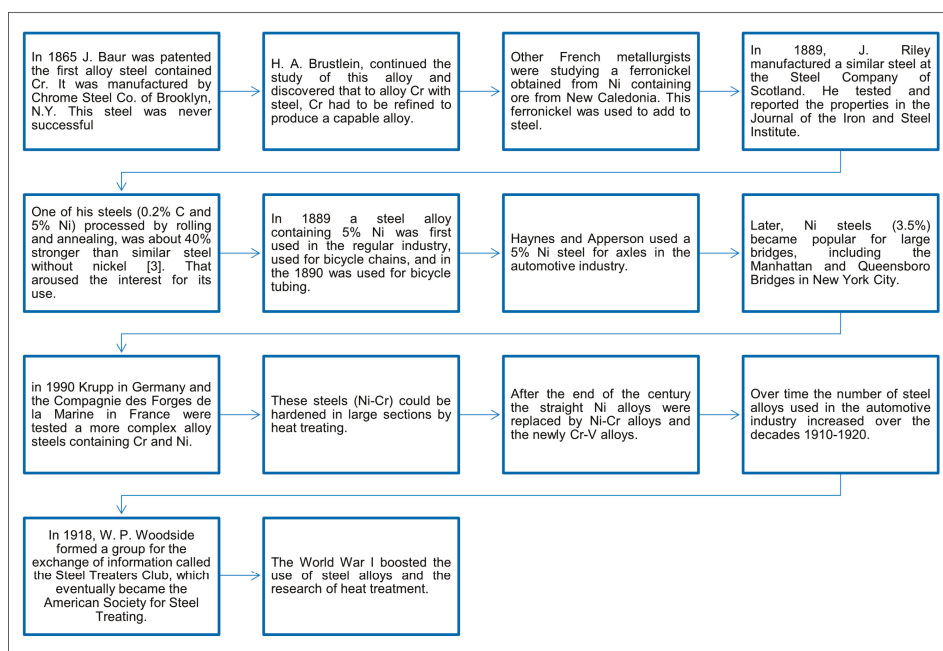 In 1865 J. Baur was patented
the first alloy steel contained
Cr. It was manufactured by
Chrome Steel Co. of Brooklyn,
N.Y. This steel was never
successful
H. A. Brustlein, continued the
study of this alloy and
discovered that to alloy Cr with
steel, Cr had to be refined to
produce a capable alloy.
Other French metallurgists
were studying a ferronickel
obtained from Ni containing
ore from New Caledonia. This
ferronickel was used to add to
steel.
In 1889, J. Riley
manufactured a similar steel at
the Steel Company of
Scotland. He tested and
reported the properties in the
Journal of the Iron and Steel
Institute.
One of his steels (0.2% C and
5% Ni) processed by rolling
and annealing, was about 40%
stronger than similar steel
without nickel [3]. That
aroused the interest for its
use.
In 1889 a steel alloy
containing 5% Ni was first
used in the regular industry,
used for bicycle chains, and in
the 1890 was used for bicycle
tubing.
Haynes and Apperson used a
5% Ni steel for axles in the
automotive industry.
Later, Ni steels (3.5%)
became popular for large
bridges, including the
Manhattan and Queensboro
Bridges in New York City.
in 1990 Krupp in Germany and
the Compagnie des Forges de
la Marine in France were
tested a more complex alloy
steels containing Cr and Ni.
These steels (Ni-Cr) could be
hardened in large sections by
heat treating.
After the end of the century
the straight Ni alloys were
replaced by Ni-Cr alloys and
the newly Cr-V alloys.
Over time the number of steel
alloys used in the automotive
industry increased over the
decades 1910-1920.
In 1918, W. P. Woodside
formed a group for the
exchange of information called
the Steel Treaters Club, which
eventually became the
American Society for Steel
Treating.
The World War I boosted the
use of steel alloys and the
research of heat treatment.